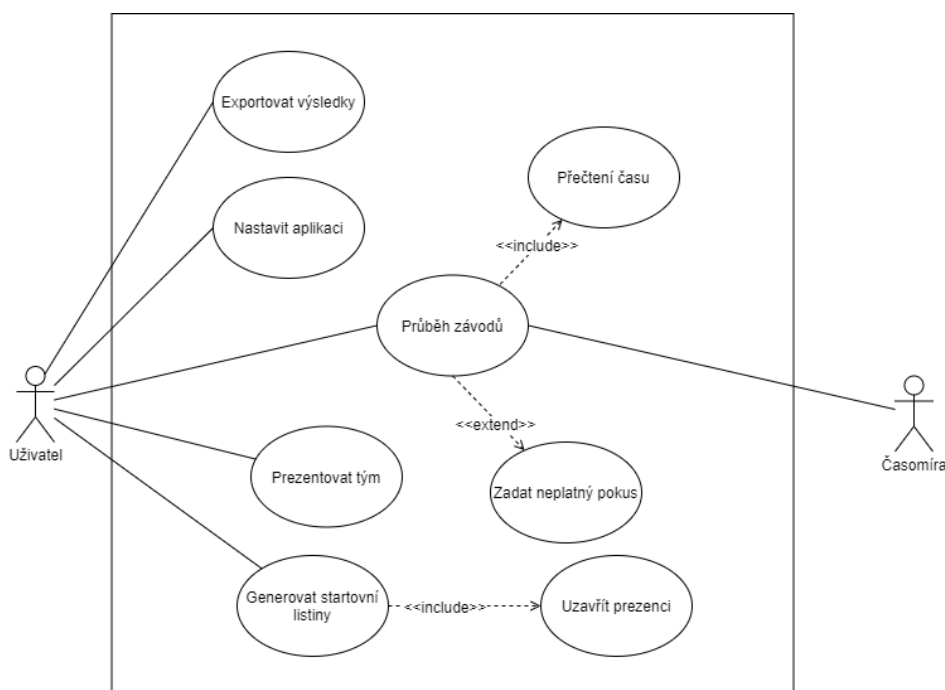 Exportovat výsledky
Přečtení času
Nastavit aplikaci
<<include>>
Průběh závodů
<<extend>>
Uživatel
Časomíra
Prezentovat tým
Zadat neplatný pokus
Generovat startovní
listiny
<<include>>
Uzavřít prezenci